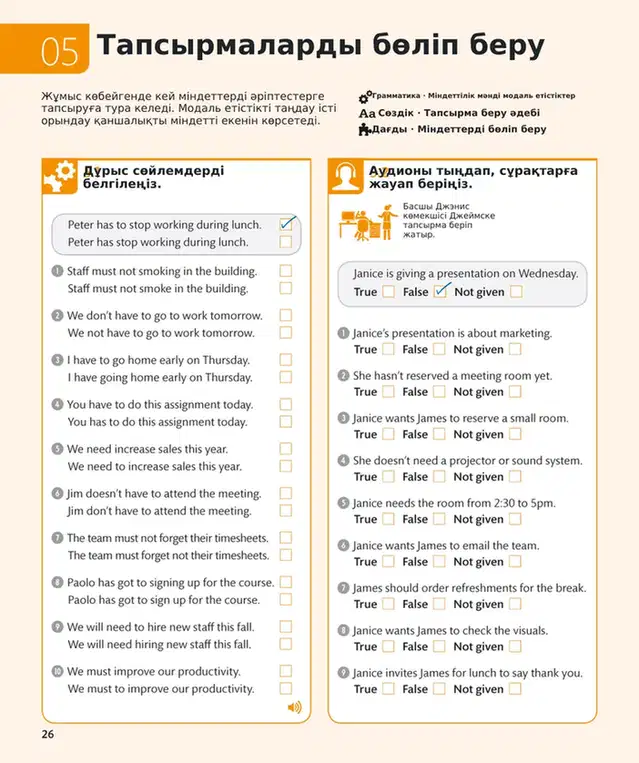 05 Тапсырмаларды бөліп беру
Жұмыс көбейгенде кей міндеттерді әріптестерге
тапсыруға тура келеді. Модаль етістікті таңдау істі
орындау қаншалықты міндетті екенін көрсетеді.
Грамматика · Міндеттілік мәнді модаль етістіктер
Aa Сөздік · Тапсырма беру әдебі
Дағды · Міндеттерді бөліп беру
Дұрыс сөйлемдерді
белгілеңіз.
Peter has to stop working during lunch.
Peter has stop working during lunch.
1 Staff must not smoking in the building.
Staff must not smoke in the building.
2 We don't have to go to work tomorrow.
We not have to go to work tomorrow.
3 I have to go home early on Thursday.
I have going home early on Thursday.
4 You have to do this assignment today.
You has to do this assignment today.
5 We need increase sales this year.
We need to increase sales this year.
6 Jim doesn't have to attend the meeting.
Jim don't have to attend the meeting.
7 The team must not forget their timesheets.
The team must forget not their timesheets.
8 Paolo has got to signing up for the course.
Paolo has got to sign up for the course.
9 We will need to hire new staff this fall.
We will need hiring new staff this fall.
10 We must improve our productivity.
We must to improve our productivity.
Аудионы тыңдап, сұрақтарға
жауап беріңіз.
Басшы Джэнис
көмекшісі Джеймске
тапсырма беріп
жатыр.
Janice is giving a presentation on Wednesday.
True False Not given
1 Janice's presentation is about marketing.
True False Not given
2 She hasn't reserved a meeting room yet.
True False Not given
3 Janice wants James to reserve a small room.
True False Not given
4 She doesn't need a projector or sound system.
True False Not given
5 Janice needs the room from 2:30 to 5pm.
True False Not given
6 Janice wants James to email the team.
True False Not given
7 James should order refreshments for the break.
True False Not given
8 Janice wants James to check the visuals.
True False Not given
9 Janice invites James for lunch to say thank you.
True False Not given
26